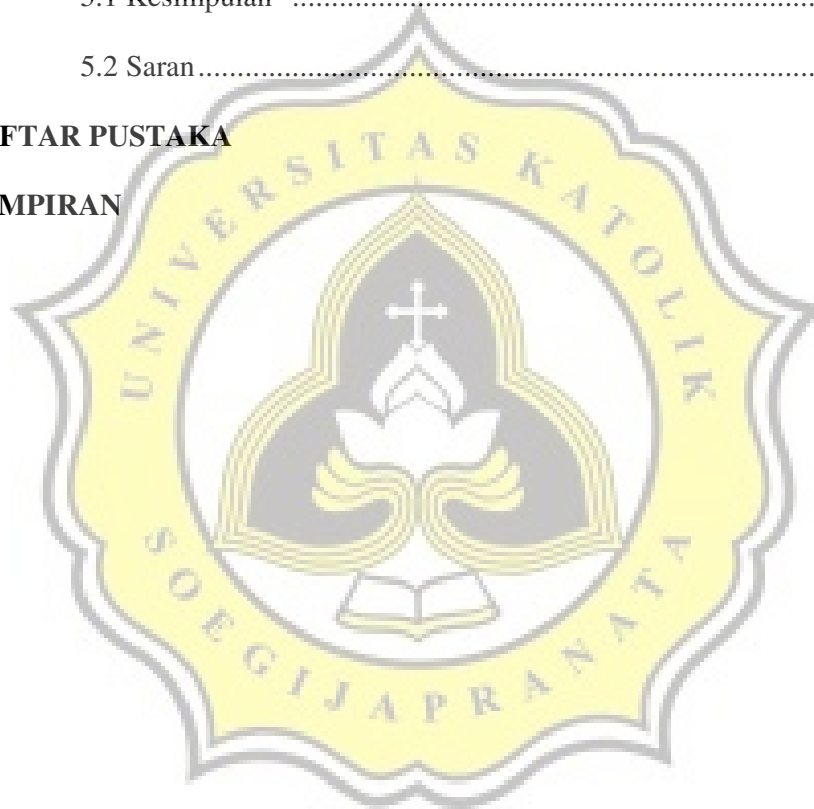 5.1 Kesimpulan ........................................................................
5.2 Saran ...................................................................................
FTAR PUSTAKA
MPIRAN
UNIVERSITAS KATOLIK
SOEGIJAPRANATA